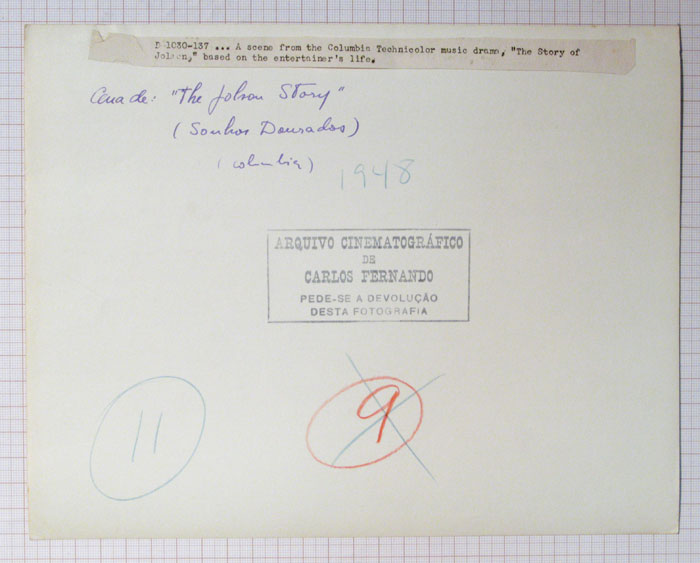 D-1030-137 ... A scene from the Columbia Technicolor music drama, "The Story of
Jolson," based on the entertainer's life.
Cena de: "The Jolson Story"
(Sonhos Dourados)
(Columbia)
1948
ARQUIVO CINEMATOGRÁFICO
DE
CARLOS FERNANDO
PEDE-SE A DEVOLUÇÃO
DESTA FOTOGRAFIA
11
9